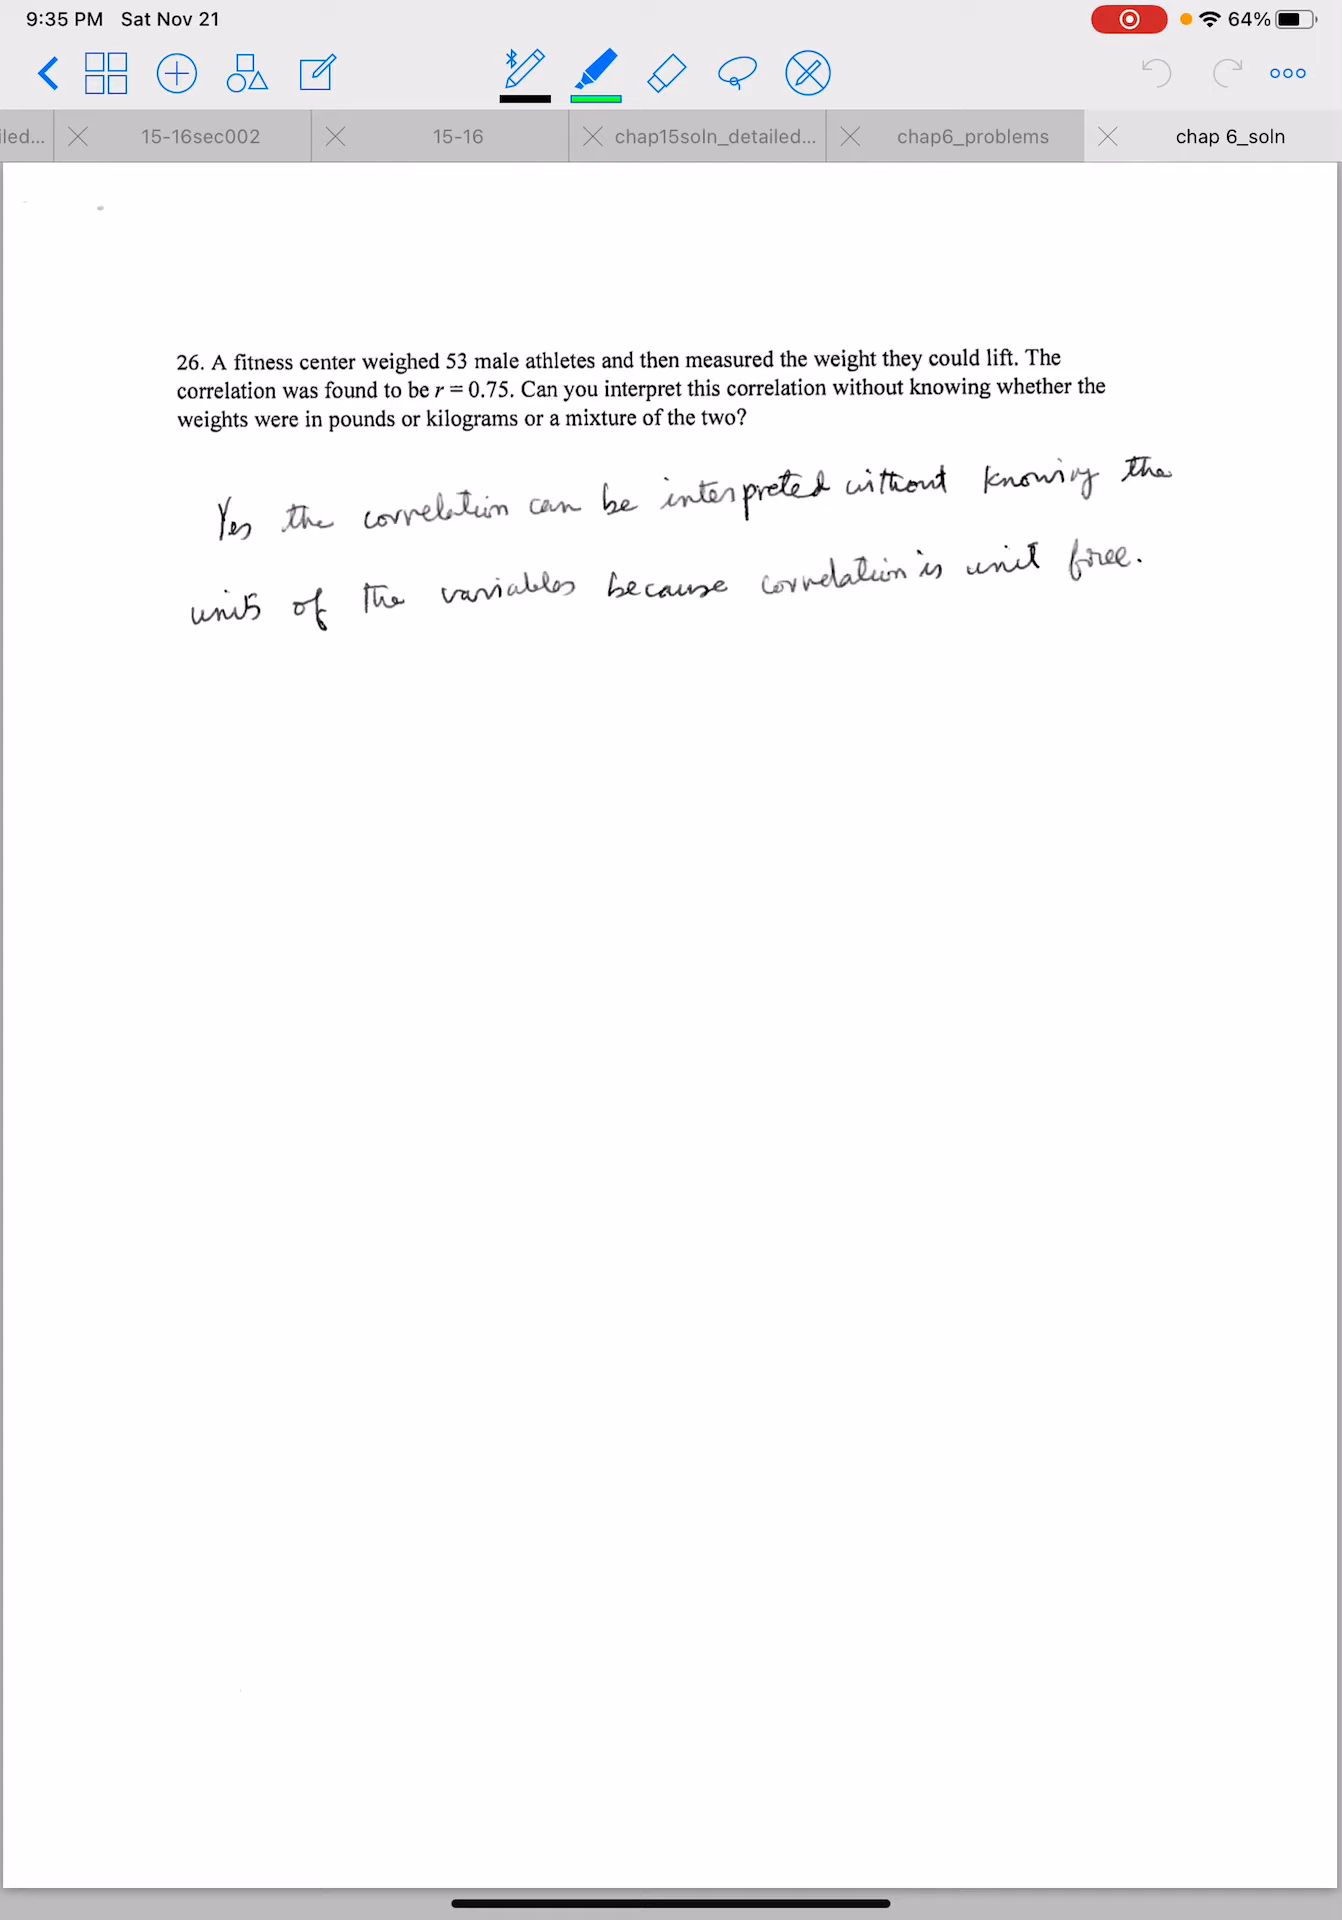 9:35 PM Sat Nov 21
64%
iled...
15-16sec002
15-16
chap15soln_detailed...
chap6_problems
chap 6_soln
26. A fitness center weighed 53 male athletes and then measured the weight they could lift. The
correlation was found to be r = 0.75. Can you interpret this correlation without knowing whether the
weights were in pounds or kilograms or a mixture of the two?
Yes the correlation can be interpreted without knowing the
units of the variables because correlation is unit free.